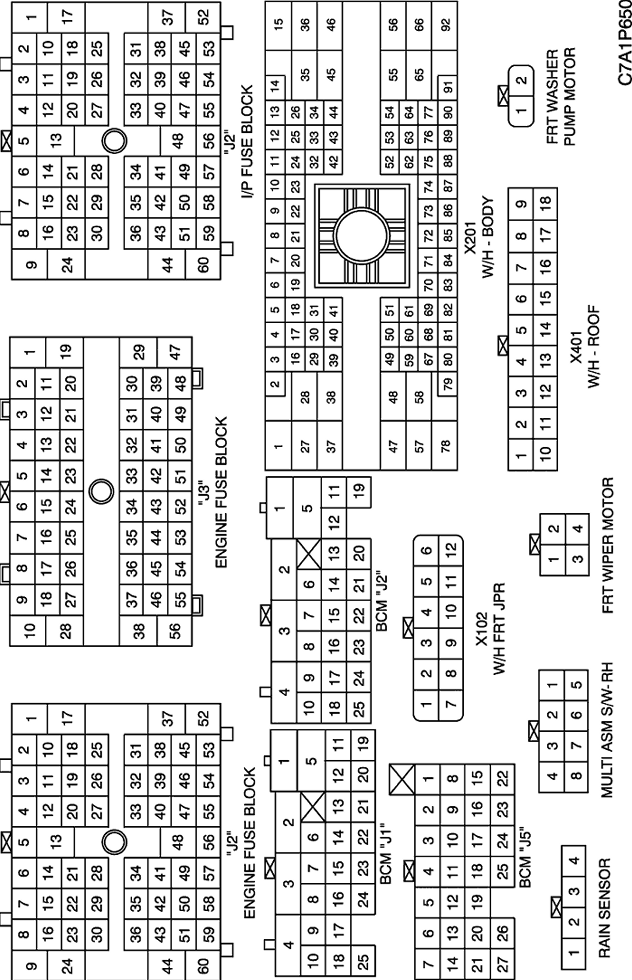 9 8 7 6 5 4 3 2 1
24 16 15 14 13 12 11 10 17
23 22 21 20 19 18
30 29 28 27 26 25
36 35 34 33 32 31
44 43 42 41 48 40 39 38 37
51 50 49 47 46 45
60 59 58 57 56 55 54 53 52
"J2"
ENGINE FUSE BLOCK
10 9 8 7 6 5 4 3 2 1
28 18 17 16 15 14 13 12 11 19
27 26 25 24 23 22 21 20
38 37 36 35 34 33 32 31 30 29
46 45 44 43 42 41 40 39
56 55 54 53 52 51 50 49 48 47
"J3"
ENGINE FUSE BLOCK
9 8 7 6 5 4 3 2 1
24 16 15 14 13 12 11 10 17
23 22 21 20 19 18
30 29 28 27 26 25
36 35 34 33 32 31
44 43 42 41 48 40 39 38 37
51 50 49 47 46 45
60 59 58 57 56 55 54 53 52
"J2"
I/P FUSE BLOCK
4 3 2 1
10 9 8 7 6 5
18 17 16 15 14 13 12 11
25 24 23 22 21 20 19
BCM "J1"
4 3 2 1
10 9 8 7 6 5
18 17 16 15 14 13 12 11
25 24 23 22 21 20 19
BCM "J2"
1 2 3 4 5 6 7 8 9 10 11 12 13 14 15
16 17 18 19 20 21 22 23 24 25 26
27 28 29 30 31 32 33 34 35 36
37 38 39 40 41 42 43 44 45 46
47 48 49 50 51 52 53 54 55 56
57 58 59 60 61 62 63 64 65 66
67 68 69 70 71 72 73 74 75 76 77
78 79 80 81 82 83 84 85 86 87 88 89 90 91 92
X201
W/H - BODY
7 6 5 4 3 2 1
14 13 12 11 10 9 8
21 20 19 18 17 16 15
27 26 25 24 23 22
BCM "J5"
1 2 3 4 5 6
7 8 9 10 11 12
X102
W/H FRT JPR
1 2 3 4 5 6 7 8 9
10 11 12 13 14 15 16 17 18
X401
W/H - ROOF
1 2
FRT WASHER
PUMP MOTOR
1 2 3 4
RAIN SENSOR
4 3 2 1
8 7 6 5
MULTI ASM S/W- RH
1 2
3 4
FRT WIPER MOTOR
C7A1P650